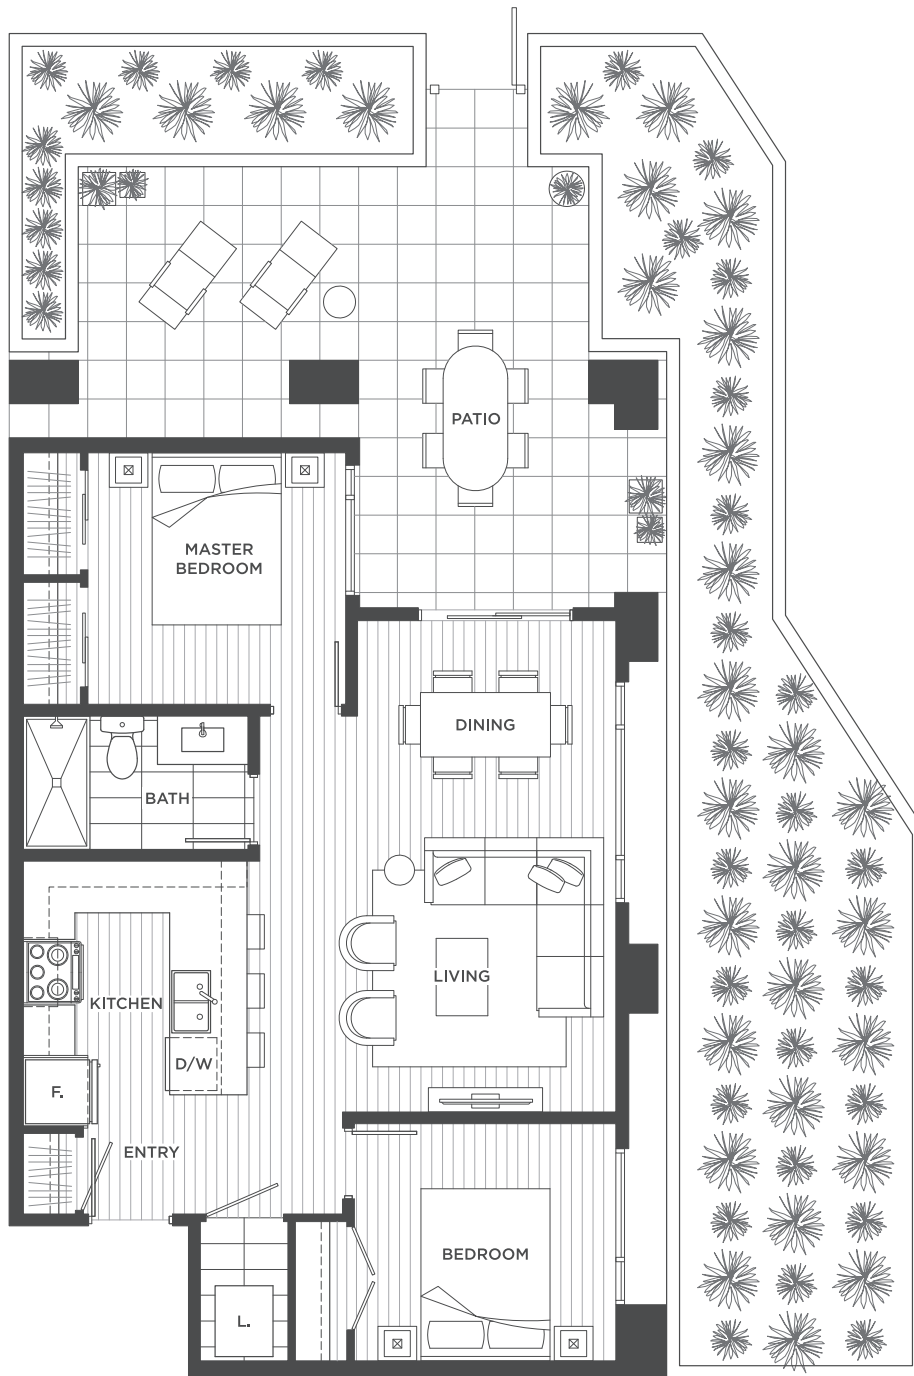 PATIO
MASTER
BEDROOM
DINING
BATH
LIVING
KITCHEN
D/W
F.
ENTRY
BEDROOM
L.